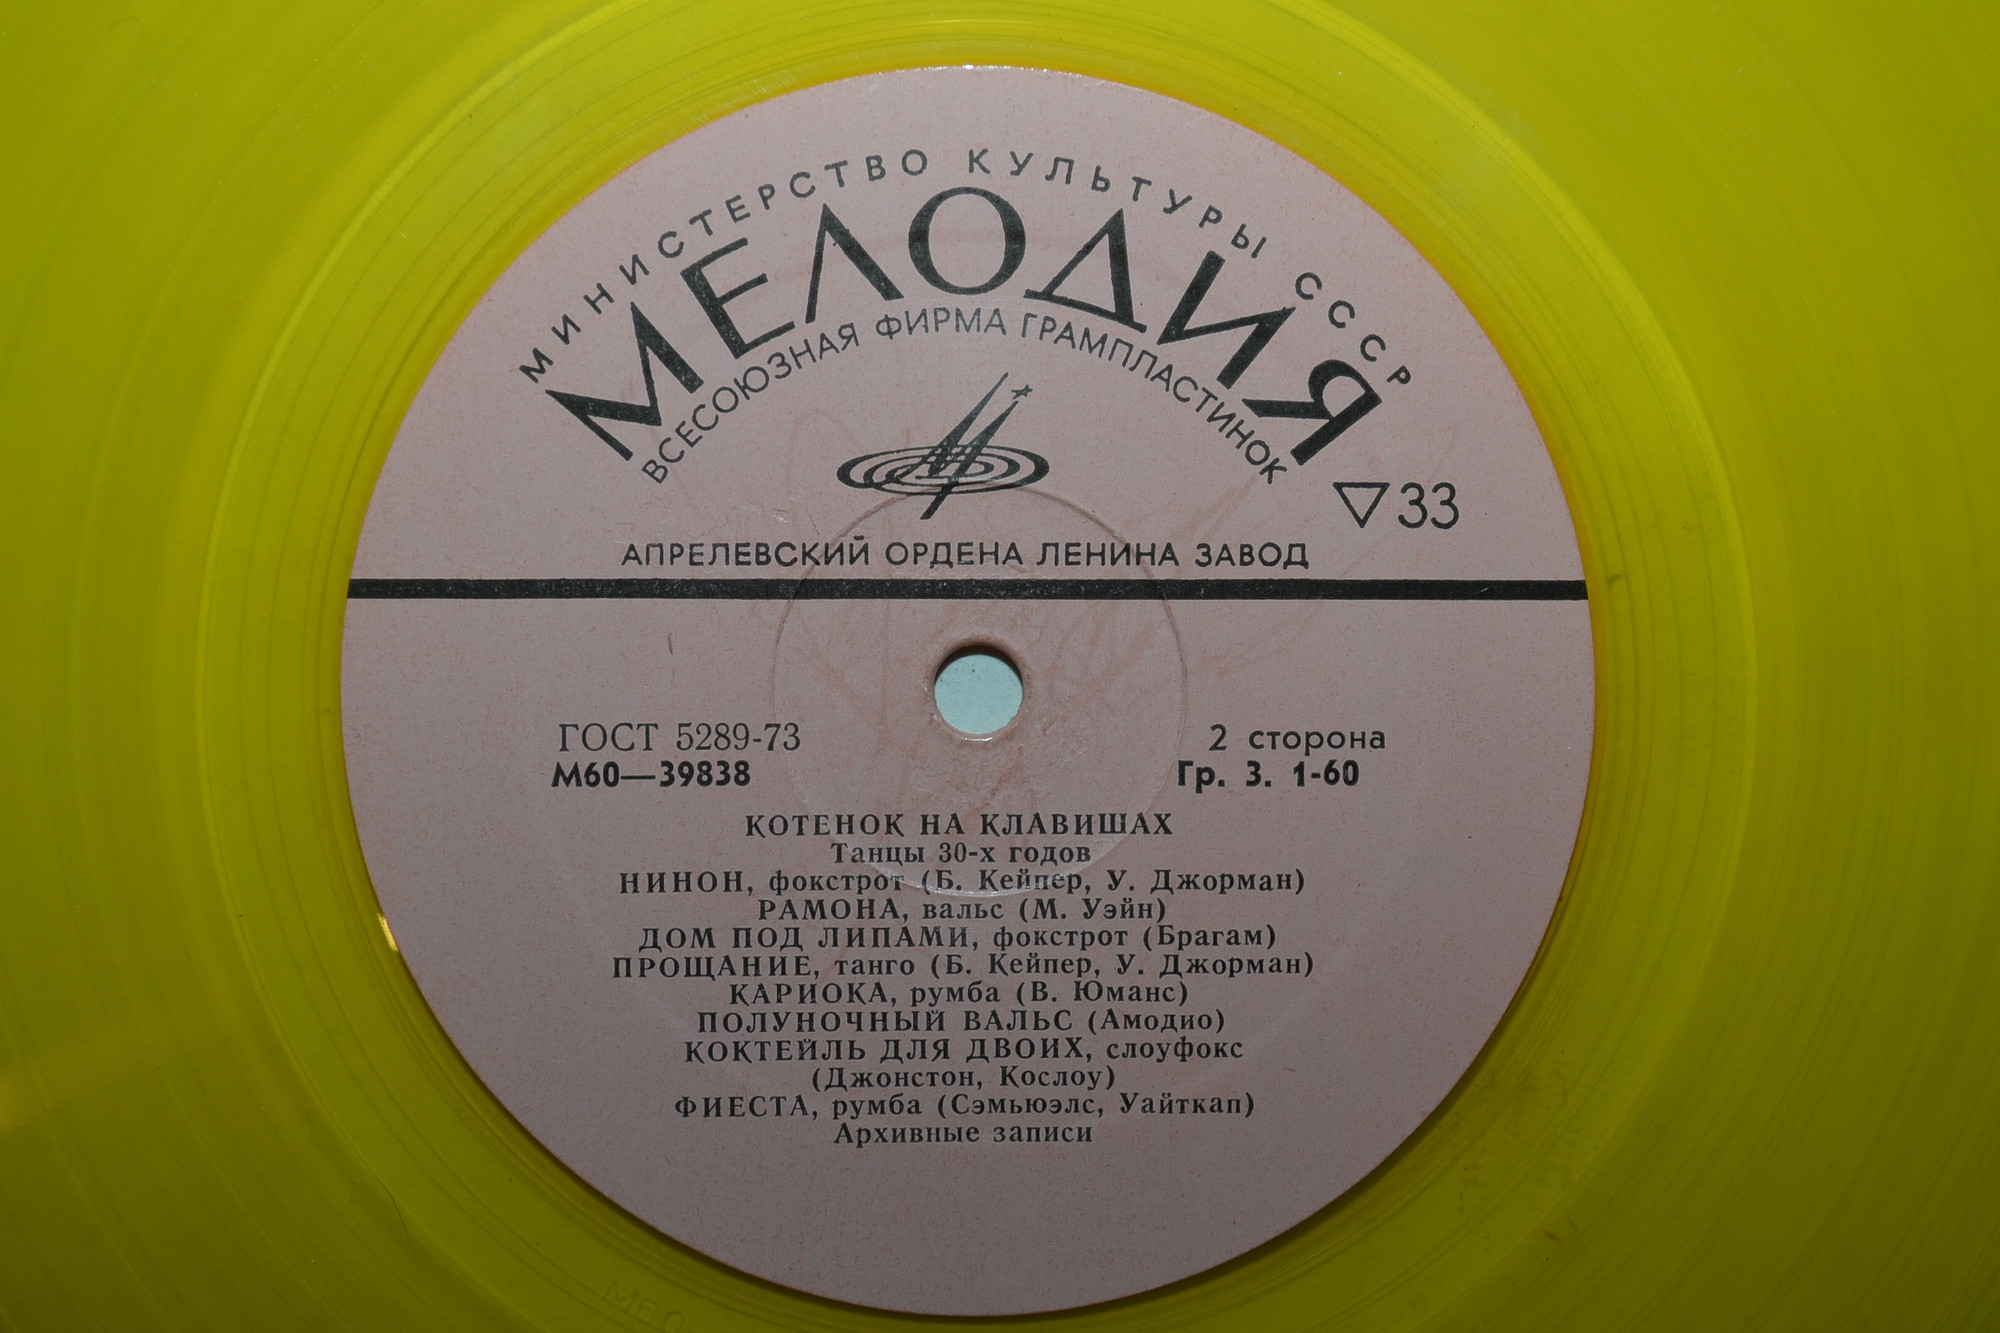 МИНИСТЕРСТВО КУЛЬТУРЫ СССР
МЕЛОДИЯ
ВСЕСОЮЗНАЯ ФИРМА ГРАМПЛАСТИНОК
▽33
АПРЕЛЕВСКИЙ ОРДЕНА ЛЕНИНА ЗАВОД
ГОСТ 5289-73
2 сторона
М60—39838
Гр. 3. 1-60
КОТЕНОК НА КЛАВИШАХ
Танцы 30-х годов
НИНОН, фокстрот (Б. Кейпер, У. Джорман)
РАМОНА, вальс (М. Уэйн)
ДОМ ПОД ЛИПАМИ, фокстрот (Брагам)
ПРОЩАНИЕ, танго (Б. Кейпер, У. Джорман)
КАРИОКА, румба (В. Юманс)
ПОЛУНОЧНЫЙ ВАЛЬС (Амодио)
КОКТЕЙЛЬ ДЛЯ ДВОИХ, слоуфокс
(Джонстон, Кослоу)
ФИЕСТА, румба (Сэмьюэлс, Уайткап)
Архивные записи